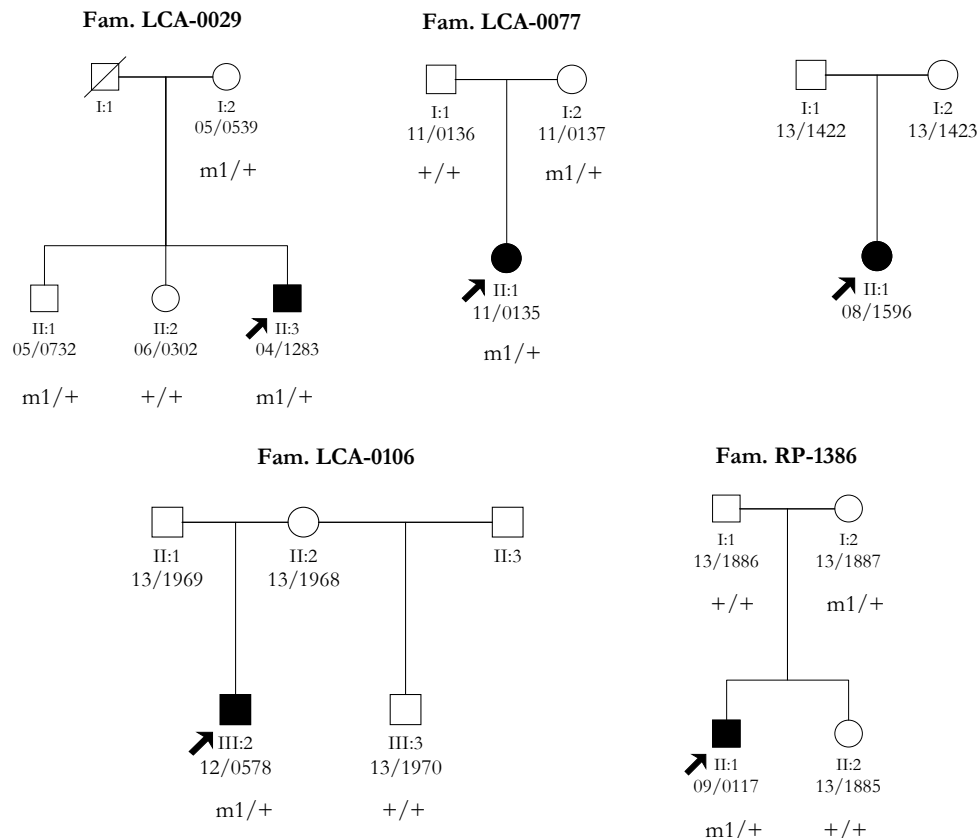 Fam. LCA-0029
I:1
I:2
05/0539
m1/+
II:1
05/0732
m1/+
II:2
06/0302
+/+
II:3
04/1283
m1/+
Fam. LCA-0077
I:1
11/0136
+/+
I:2
11/0137
m1/+
II:1
11/0135
m1/+
I:1
13/1422
I:2
13/1423
II:1
08/1596
Fam. LCA-0106
II:1
13/1969
II:2
13/1968
II:3
III:2
12/0578
m1/+
III:3
13/1970
+/+
Fam. RP-1386
I:1
13/1886
+/+
I:2
13/1887
m1/+
II:1
09/0117
m1/+
II:2
13/1885
+/+